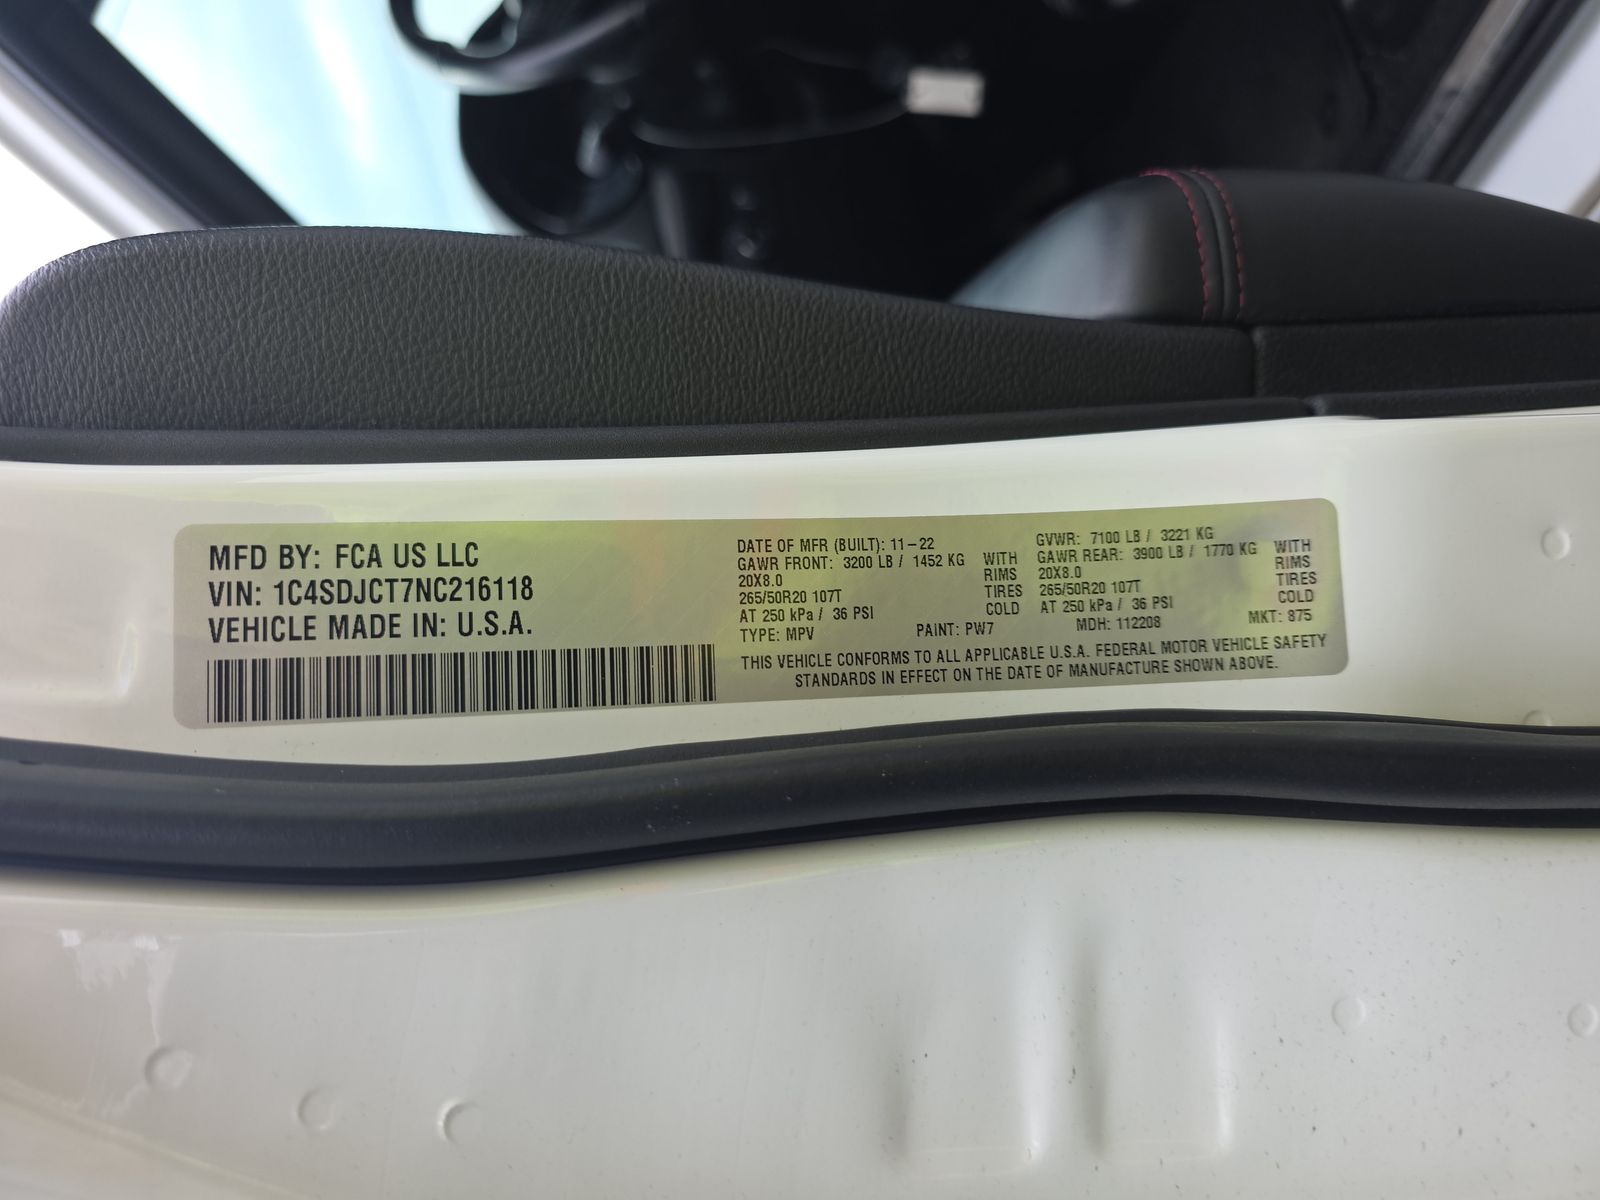 MFD BY: FCA US LLC
VIN: 1C4SDJCT7NC216118
VEHICLE MADE IN: U.S.A.
DATE OF MFR (BUILT): 11-22
GAWR FRONT: 3200 LB / 1452 KG WITH
20X8.0 RIMS
265/50R20 107T TIRES
AT 250 kPa / 36 PSI COLD
TYPE: MPV PAINT: PW7
GVWR: 7100 LB / 3221 KG
GAWR REAR: 3900 LB / 1770 KG WITH
20X8.0 RIMS
265/50R20 107T TIRES
AT 250 kPa / 36 PSI COLD
MDH: 112208 MKT: 875
THIS VEHICLE CONFORMS TO ALL APPLICABLE U.S.A. FEDERAL MOTOR VEHICLE SAFETY
STANDARDS IN EFFECT ON THE DATE OF MANUFACTURE SHOWN ABOVE.